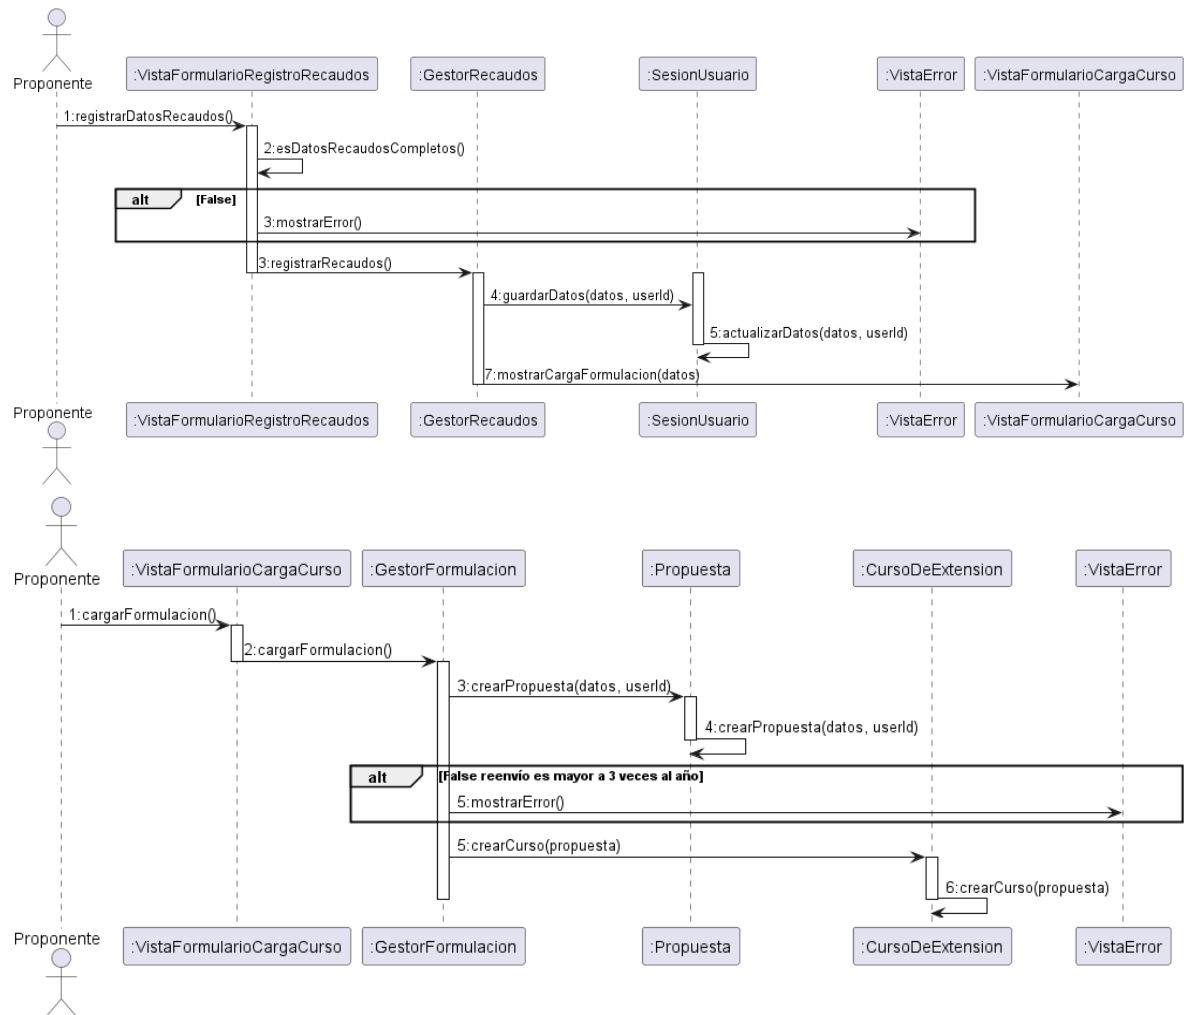 Proponente
:VistaFormularioRegistroRecaudos
:GestorRecaudos
:SesionUsuario
:VistaError
:VistaFormularioCargaCurso
1:registrarDatosRecaudos()
2:esDatosRecaudosCompletos()
alt
[False]
3:mostrarError()
3:registrarRecaudos()
4:guardarDatos(datos, userId)
5:actualizarDatos(datos, userId)
7:mostrarCargaFormulacion(datos)
Proponente
:VistaFormularioRegistroRecaudos
:GestorRecaudos
:SesionUsuario
:VistaError
:VistaFormularioCargaCurso
Proponente
:VistaFormularioCargaCurso
:GestorFormulacion
:Propuesta
:CursoDeExtension
:VistaError
1:cargarFormulacion()
2:cargarFormulacion()
3:crearPropuesta(datos, userId)
4:crearPropuesta(datos, userId)
alt
[False reenvío es mayor a 3 veces al año]
5:mostrarError()
5:crearCurso(propuesta)
6:crearCurso(propuesta)
Proponente
:VistaFormularioCargaCurso
:GestorFormulacion
:Propuesta
:CursoDeExtension
:VistaError